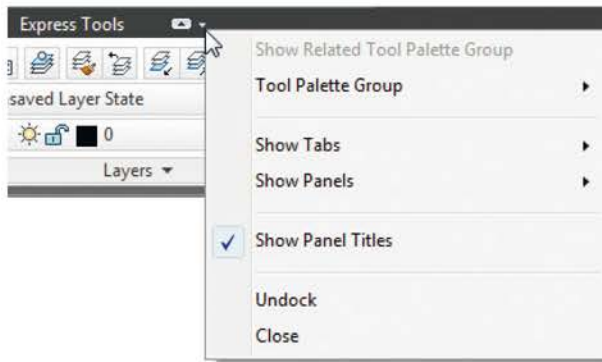 Express Tools
saved Layer State
0
Layers
Show Related Tool Palette Group
Tool Palette Group
Show Tabs
Show Panels
Show Panel Titles
Undock
Close